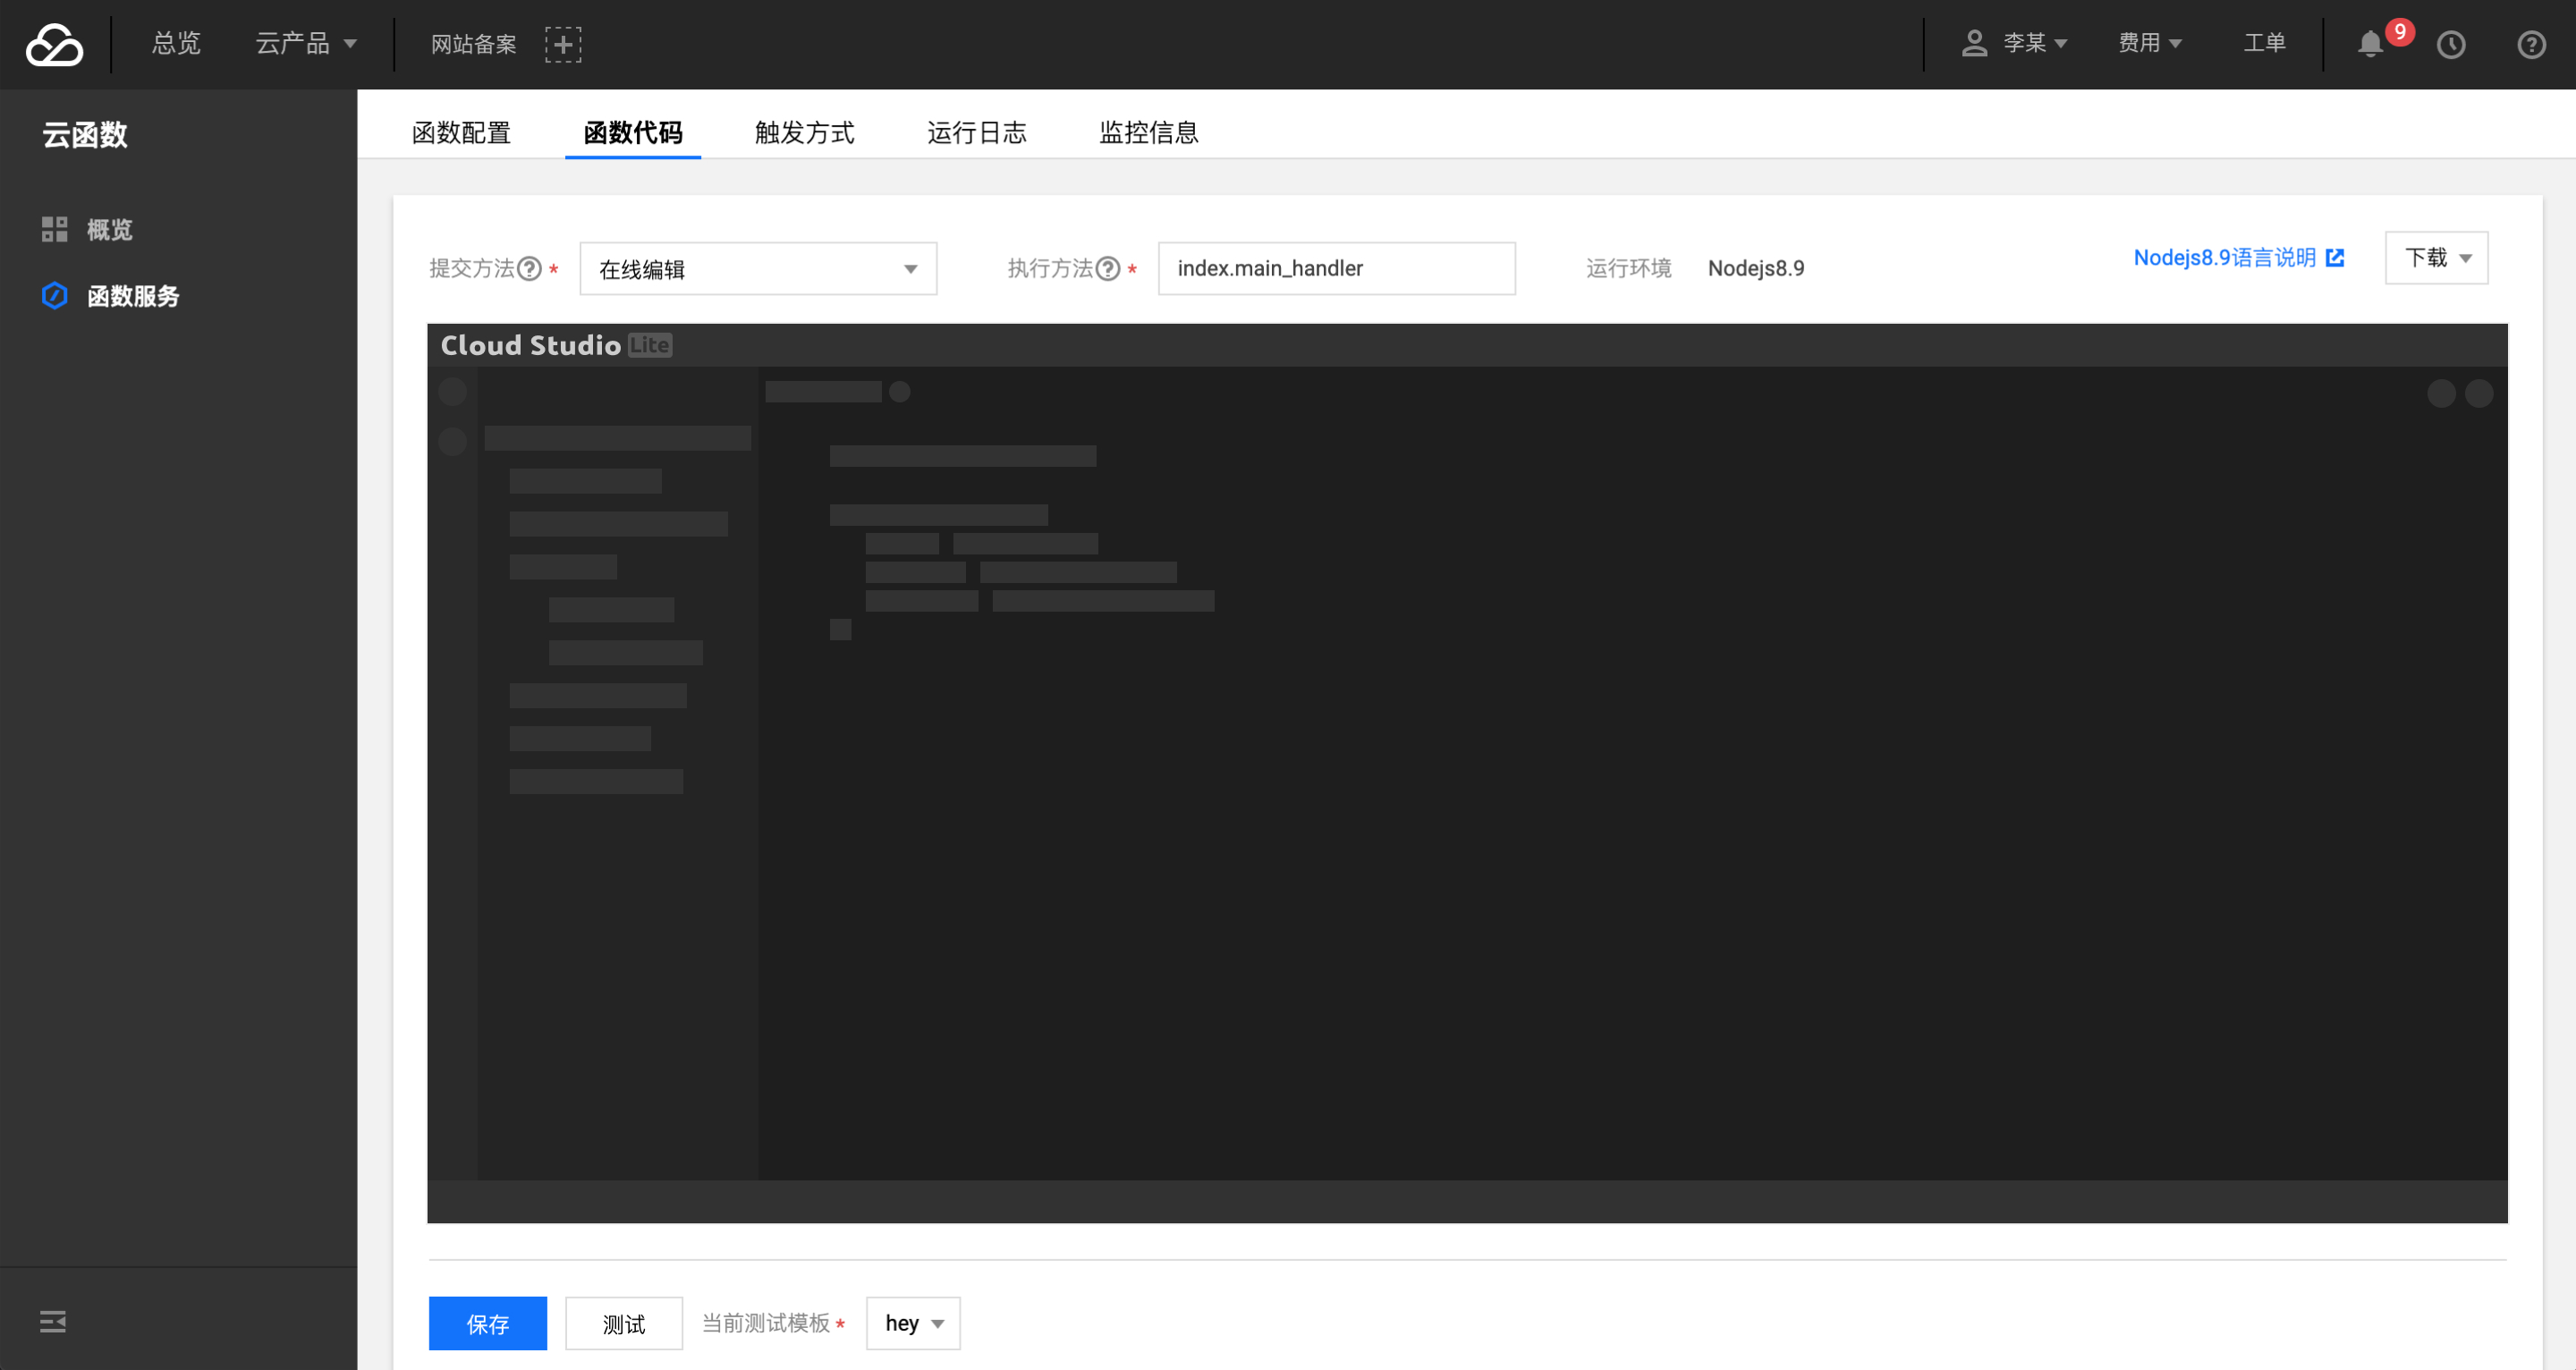 总览 云产品 网站备案 李某 费用 工单 9
云函数
概览
函数服务
函数配置 函数代码 触发方式 运行日志 监控信息
提交方法 * 在线编辑 执行方法 * index.main_handler 运行环境 Nodejs8.9 Nodejs8.9语言说明 下载
Cloud Studio Lite
保存 测试 当前测试模板 * hey